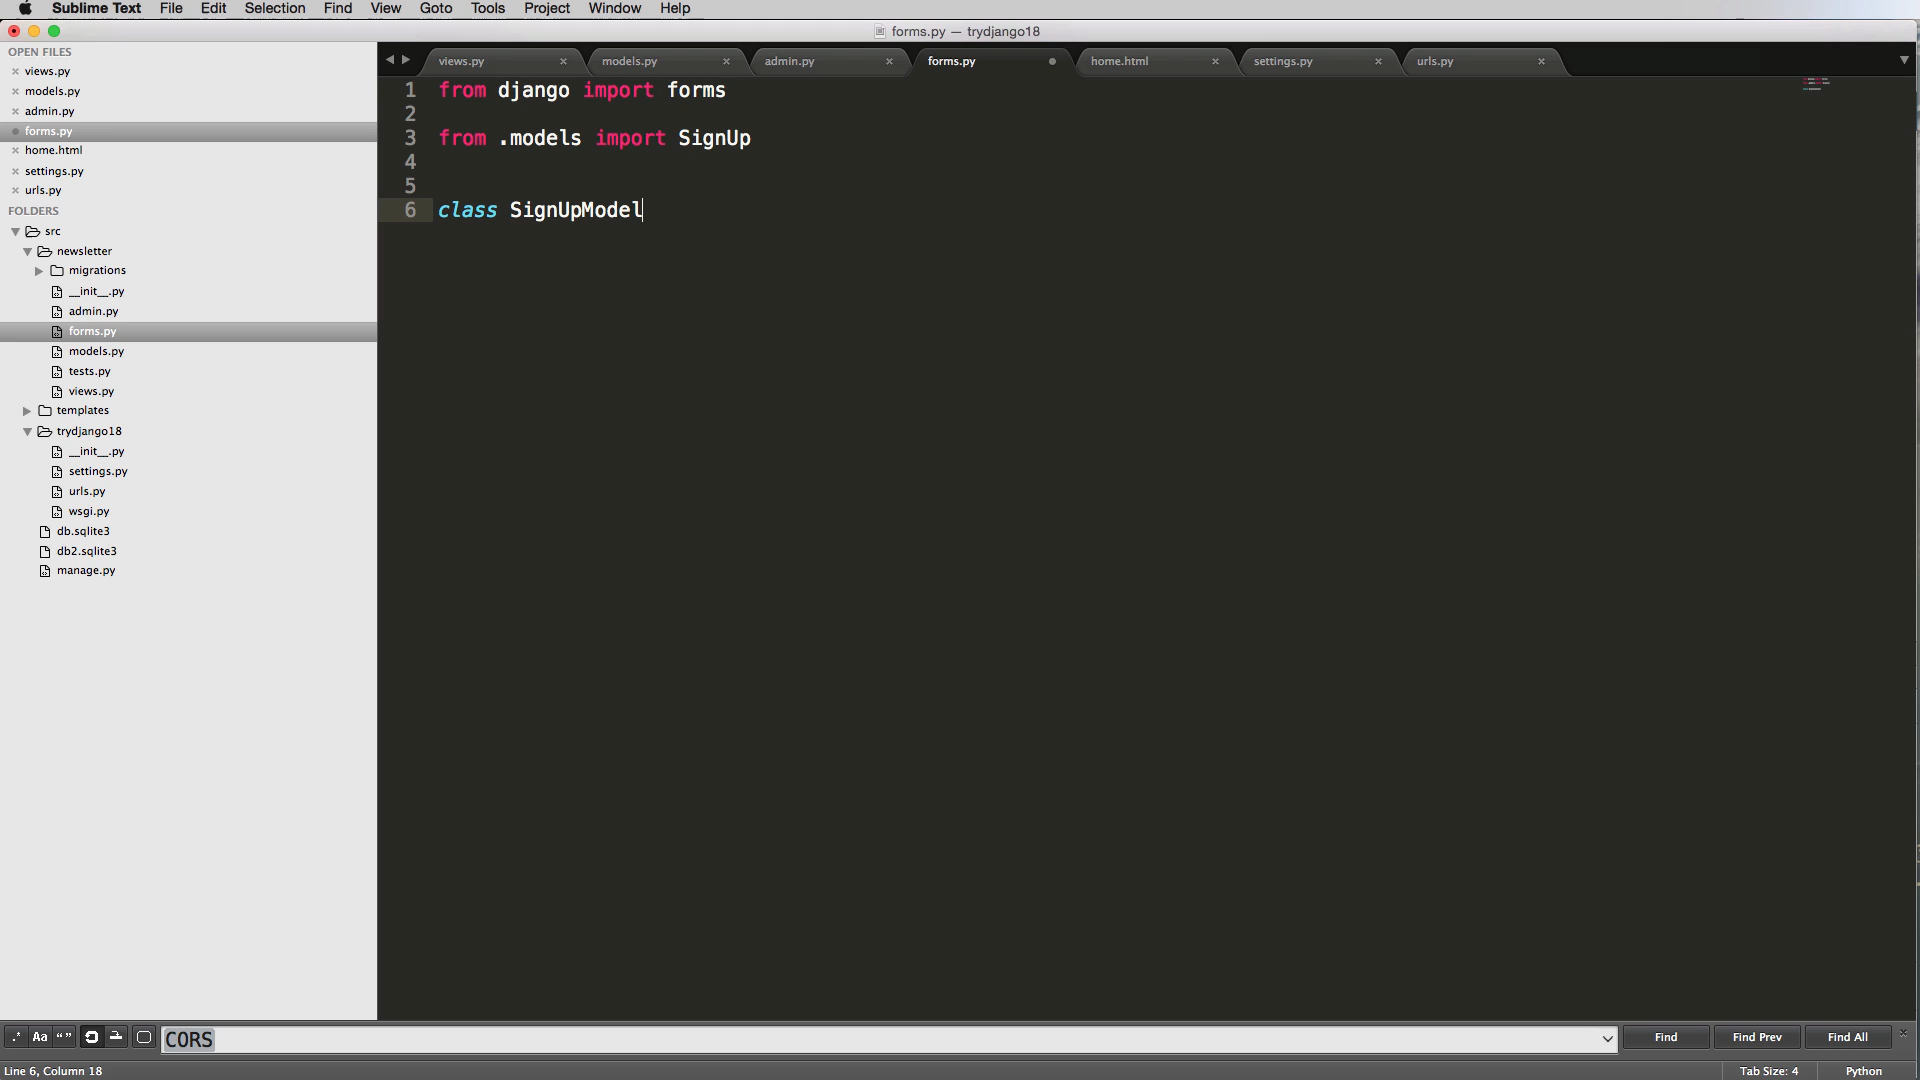 Sublime Text File Edit Selection Find View Goto Tools Project Window Help
forms.py — trydjango18
OPEN FILES
views.py
models.py
admin.py
forms.py
home.html
settings.py
urls.py
FOLDERS
src
newsletter
migrations
__init__.py
admin.py
forms.py
models.py
tests.py
views.py
templates
trydjango18
__init__.py
settings.py
urls.py
wsgi.py
db.sqlite3
db2.sqlite3
manage.py
views.py models.py admin.py forms.py home.html settings.py urls.py
1 from django import forms
2
3 from .models import SignUp
4
5
6 class SignUpModel
.* Aa “” CORS Find Find Prev Find All
Line 6, Column 18 Tab Size: 4 Python